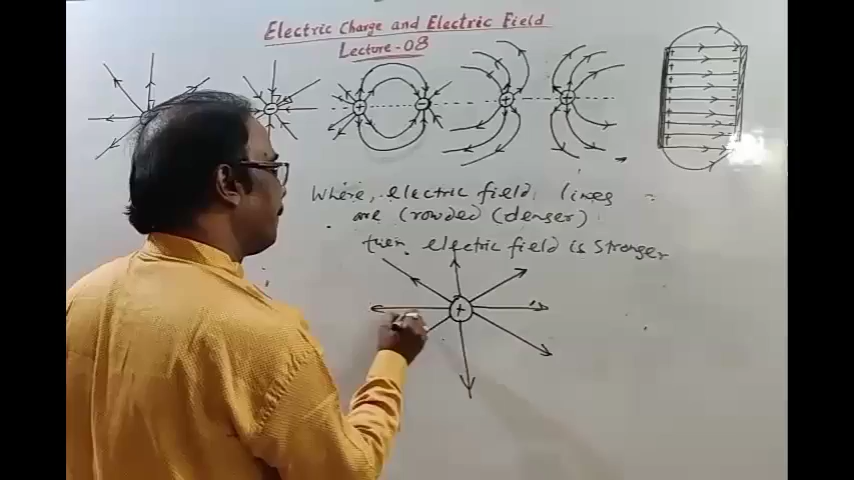 Electric Charge and Electric Field
Lecture - 08
+ - + - + +
Where, electric field lines
are crowded (denser)
then electric field is stronger
+